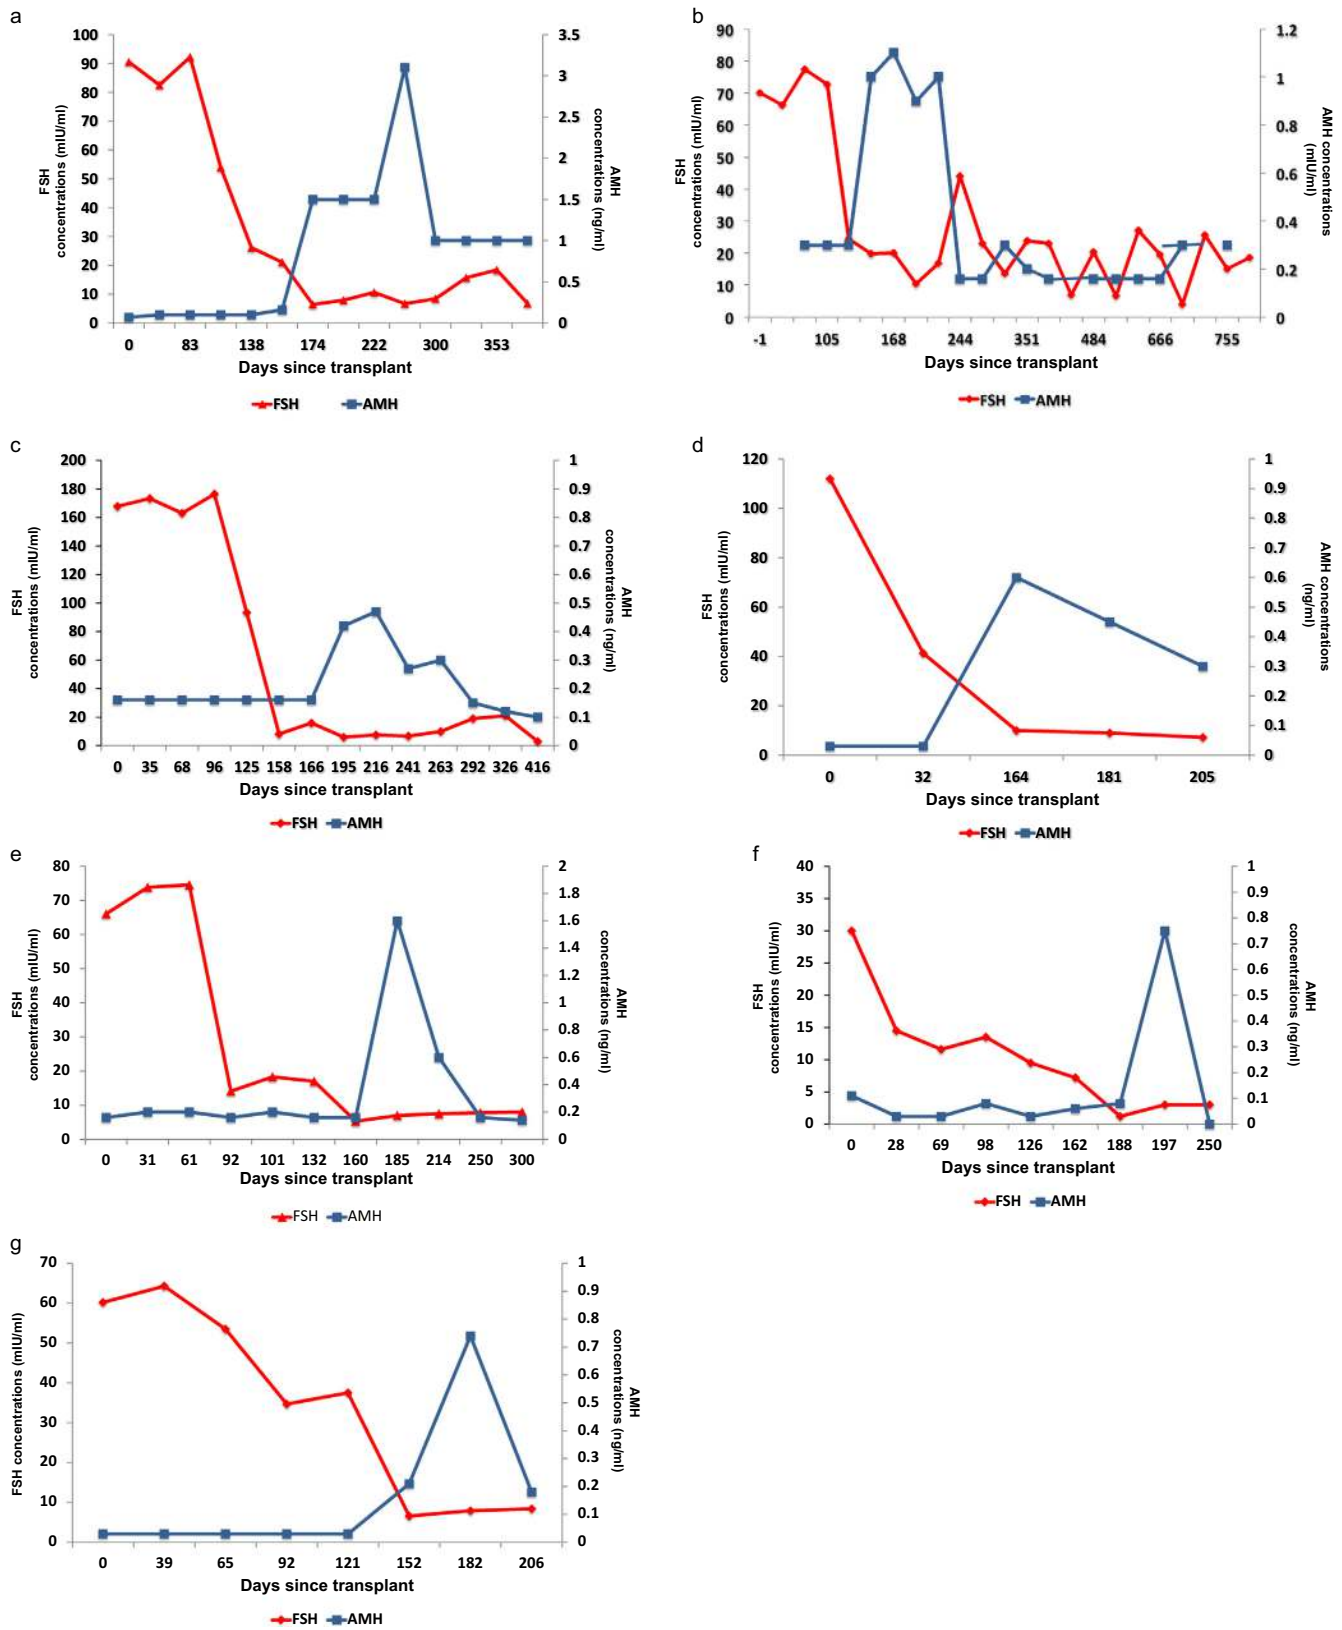 a
FSH
concentrations (mIU/ml)
100
90
80
70
60
50
40
30
20
10
0
3.5
3
2.5
2
1.5
1
0.5
0
AMH
concentrations (ng/ml)
0 83 138 174 222 300 353
Days since transplant
FSH AMH
b
FSH
concentrations (mIU/ml)
90
80
70
60
50
40
30
20
10
0
1.2
1
0.8
0.6
0.4
0.2
0
AMH concentrations
(mIU/ml)
-1 105 168 244 351 484 666 755
Days since transplant
FSH AMH
c
FSH
concentrations (mIU/ml)
200
180
160
140
120
100
80
60
40
20
0
1
0.9
0.8
0.7
0.6
0.5
0.4
0.3
0.2
0.1
0
AMH
concentrations (ng/ml)
0 35 68 96 125 158 166 195 216 241 263 292 326 416
Days since transplant
FSH AMH
d
FSH
concentrations (mIU/ml)
120
100
80
60
40
20
0
1
0.9
0.8
0.7
0.6
0.5
0.4
0.3
0.2
0.1
0
AMH concentrations
(ng/ml)
0 32 164 181 205
Days since transplant
FSH AMH
e
FSH
concentrations (mIU/ml)
80
70
60
50
40
30
20
10
0
2
1.8
1.6
1.4
1.2
1
0.8
0.6
0.4
0.2
0
AMH
concentrations (ng/ml)
0 31 61 92 101 132 160 185 214 250 300
Days since transplant
FSH AMH
f
FSH
concentrations (mIU/ml)
40
35
30
25
20
15
10
5
0
1
0.9
0.8
0.7
0.6
0.5
0.4
0.3
0.2
0.1
0
AMH
concentrations (ng/ml)
0 28 69 98 126 162 188 197 250
Days since transplant
FSH AMH
g
FSH concentrations (mIU/ml)
70
60
50
40
30
20
10
0
1
0.9
0.8
0.7
0.6
0.5
0.4
0.3
0.2
0.1
0
AMH
concentrations (ng/ml)
0 39 65 92 121 152 182 206
Days since transplant
FSH AMH